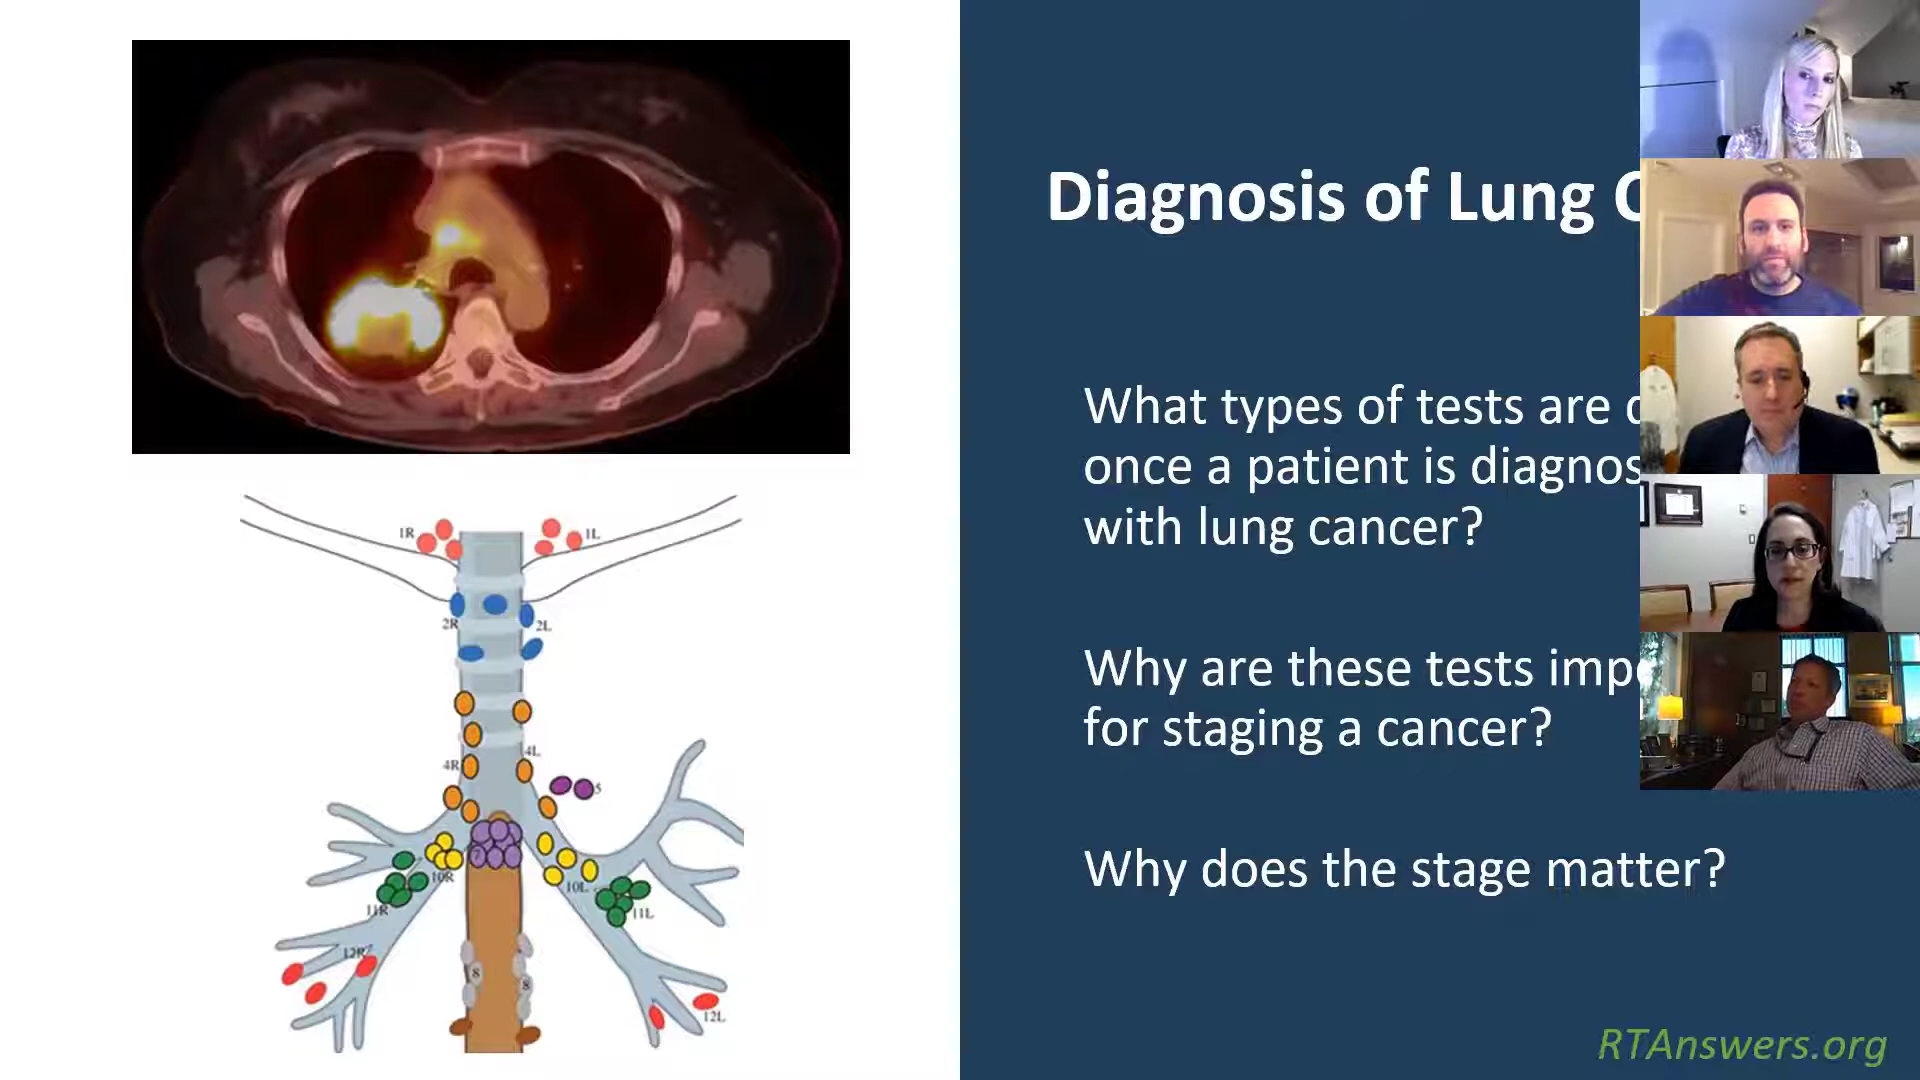 1R
1L
2R
2L
4R
4L
5
7
10R
10L
11R
11L
12R
12L
8
8
Diagnosis of Lung
What types of tests are
once a patient is
with lung cancer?
Why are these tests
for staging a cancer?
Why does the stage matter?
RTAnswers.org